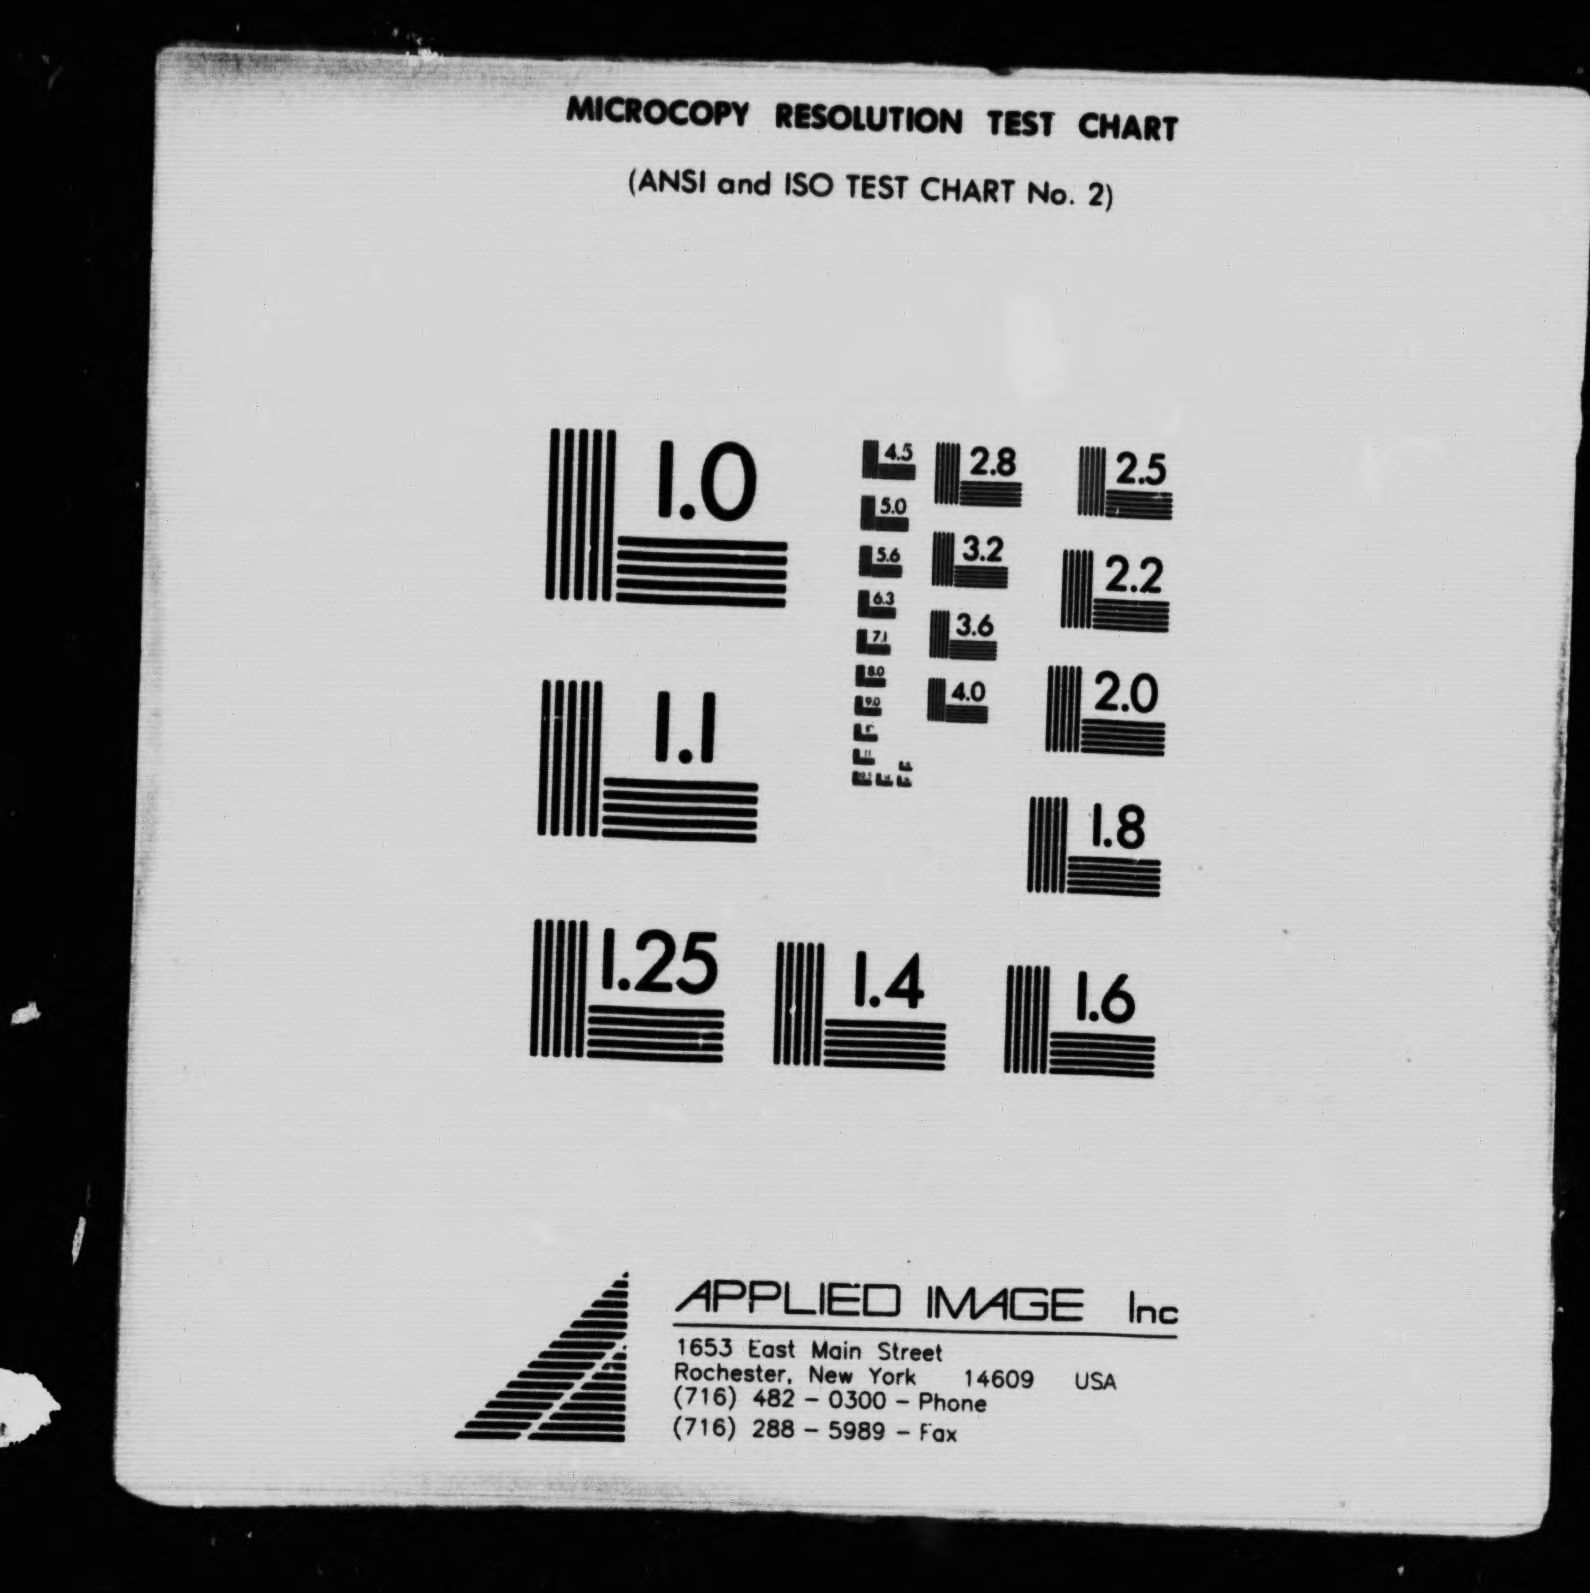 MICROCOPY RESOLUTION TEST CHART
(ANSI and ISO TEST CHART No. 2)
1.0
4.5
2.8
2.5
5.0
3.2
2.2
5.6
6.3
3.6
7.1
2.0
8.0
4.0
9.0
1.1
1.8
1.25
1.4
1.6
APPLIED IMAGE Inc
1653 East Main Street
Rochester, New York 14609 USA
(716) 482 - 0300 - Phone
(716) 288 - 5989 - Fax